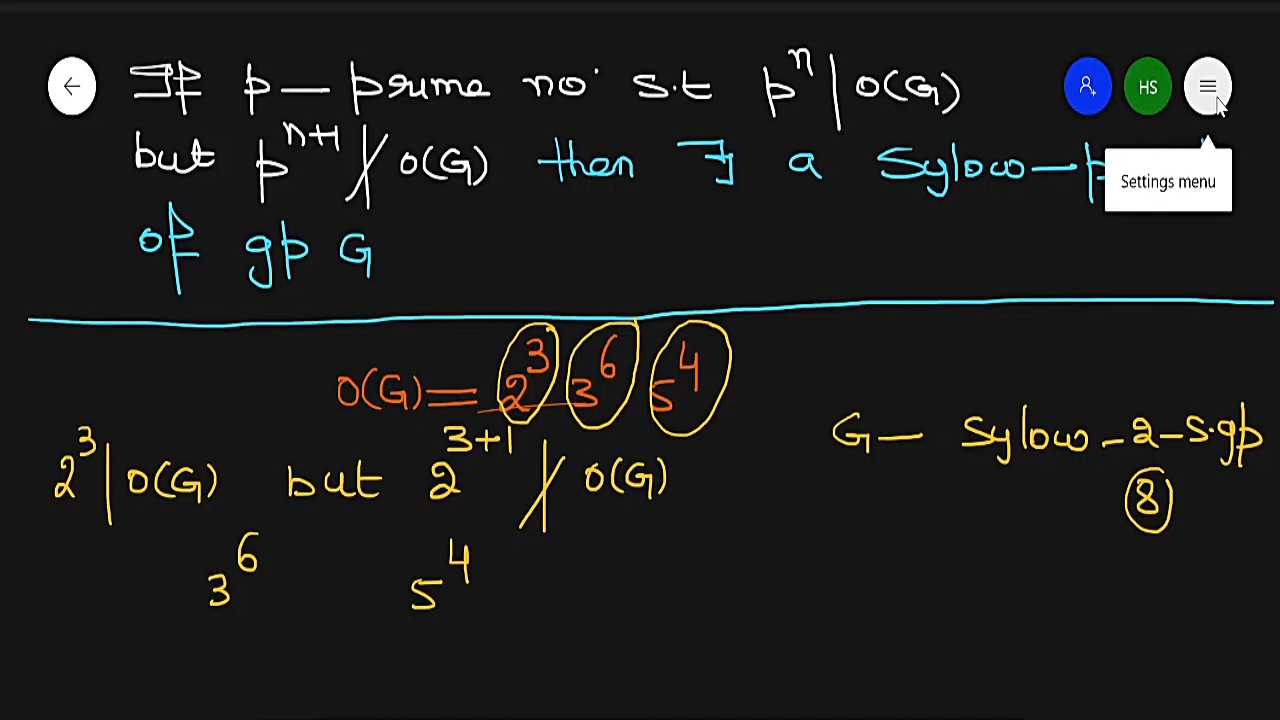 If p — prime no. s.t p^n | O(G)
HS
but p^{n+1} ∤ O(G) then ∃ a Sylow - p
Settings menu
of gp G
O(G) = 2^3 3^6 5^4
G — Sylow - 2 - s.gp
2^3 | O(G) but 2^{3+1} ∤ O(G)
8
3^6 5^4